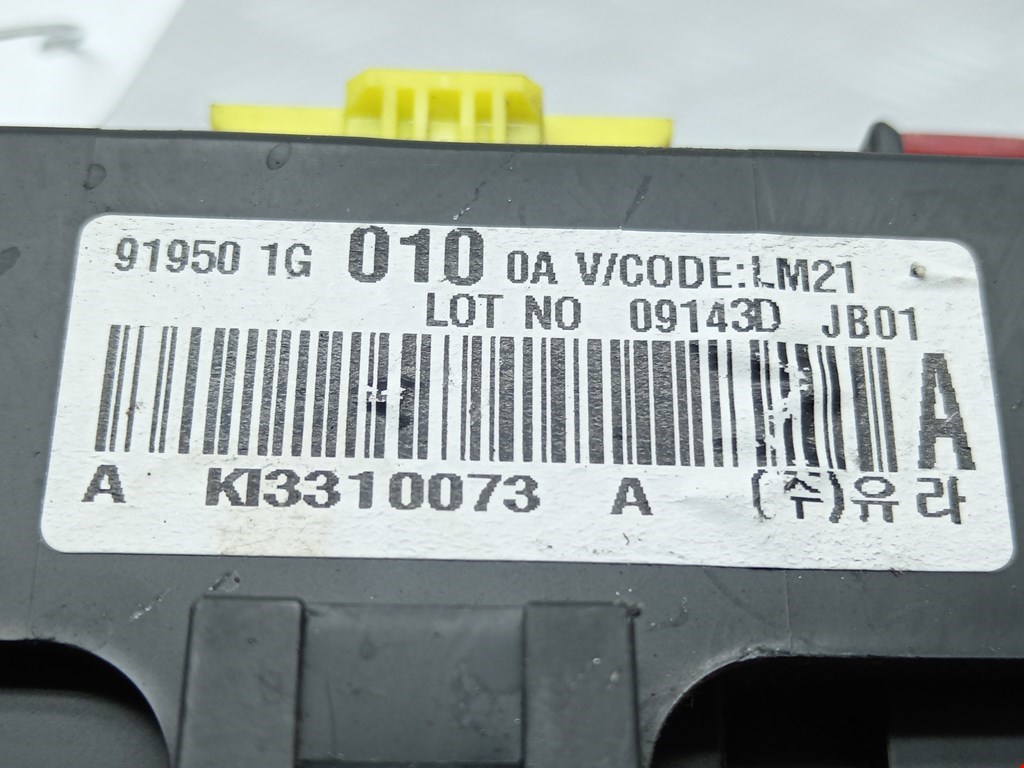 91950 1G 010 0A V/CODE:LM21
LOT NO 09143D JB01
A
A KI3310073 A (주)유라